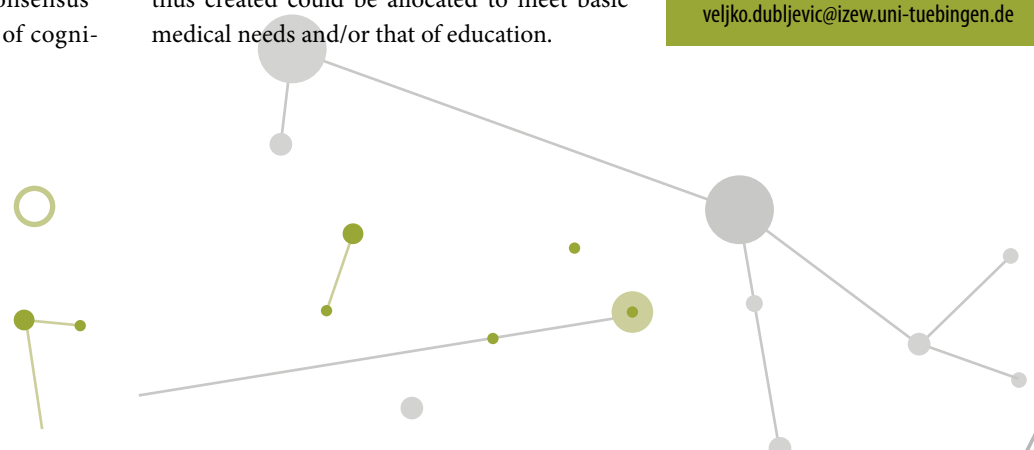 onsensus
of cogni-
thus created could be allocated to meet basic
medical needs and/or that of education.
veljko.dubljevic@izew.uni-tuebingen.de